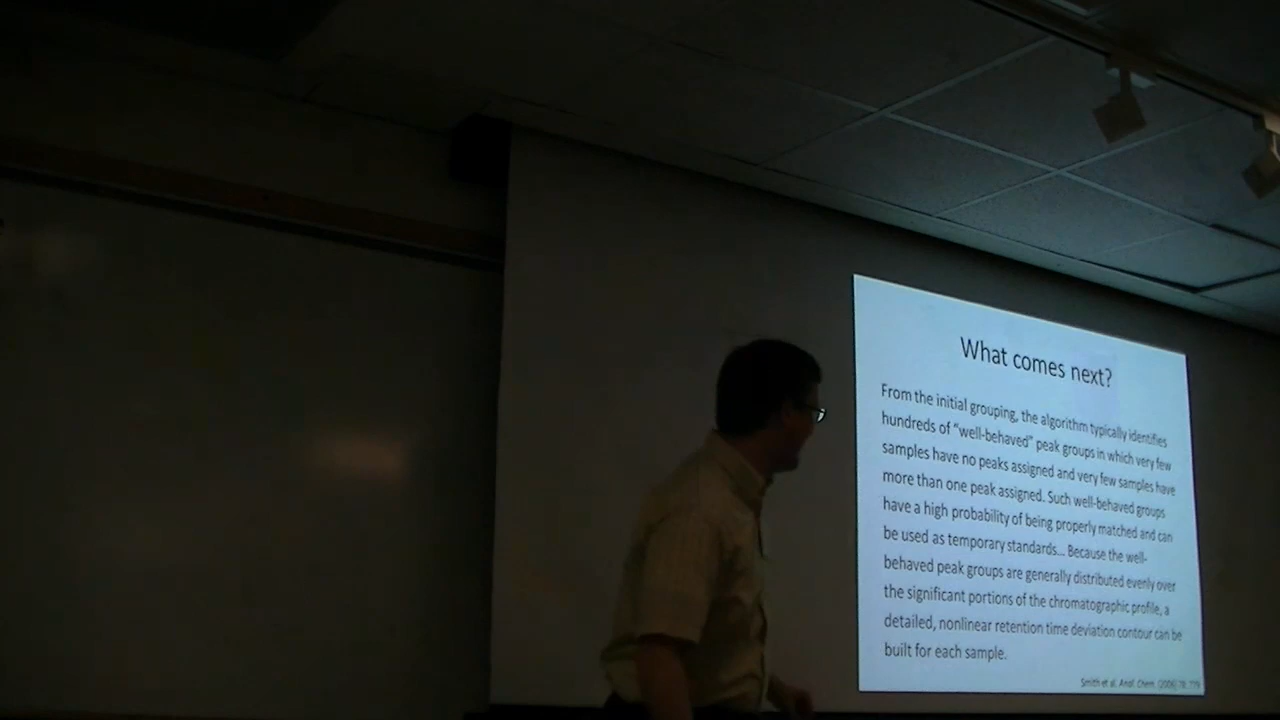 What comes next?
From the initial grouping, the algorithm typically identifies
hundreds of “well-behaved” peak groups in which very few
samples have no peaks assigned and very few samples have
more than one peak assigned. Such well-behaved groups
have a high probability of being properly matched and can
be used as temporary standards... Because the well-
behaved peak groups are generally distributed evenly over
the significant portions of the chromatographic profile, a
detailed, nonlinear retention time deviation contour can be
built for each sample.
Smith et al. Anal. Chem. (2006) 78, 779